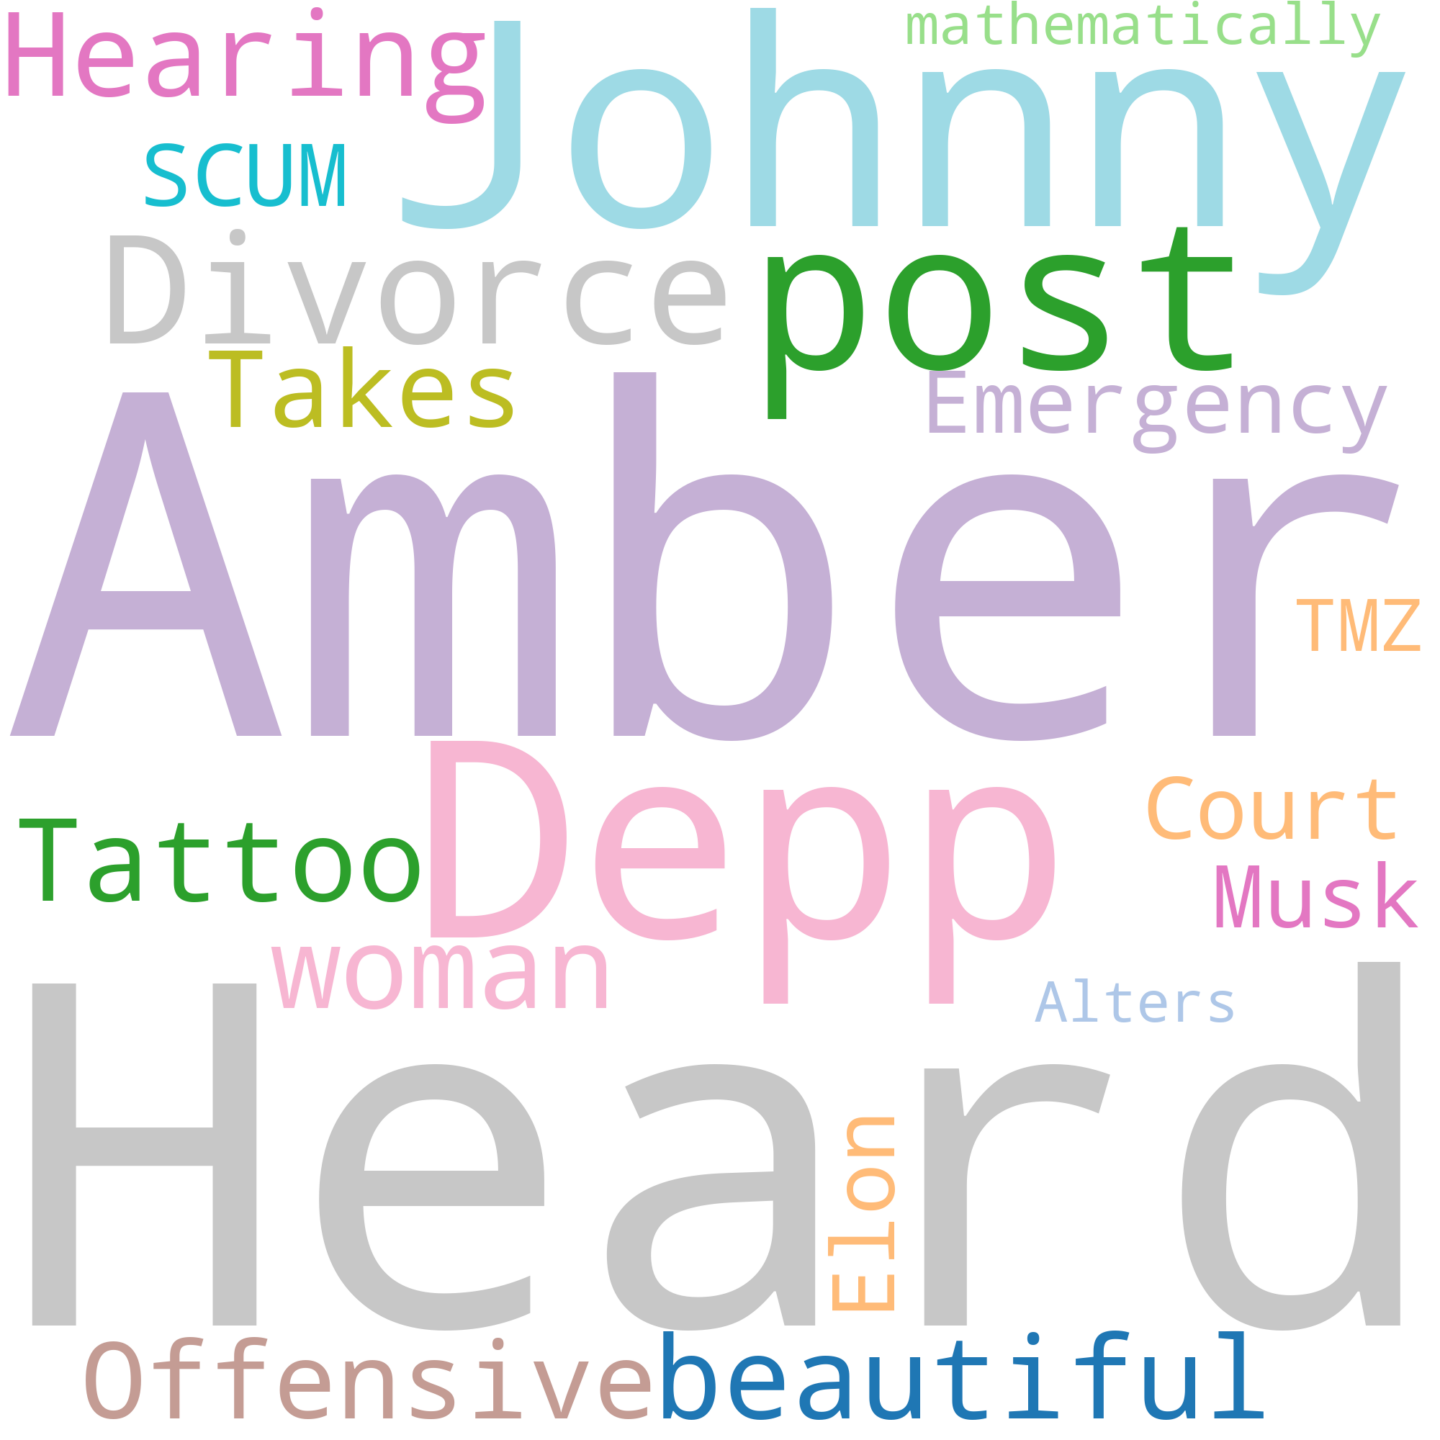 Hearing
Johnny
mathematically
SCUM
Divorce
post
Takes
Emergency
Amber
TMZ
Depp
Tattoo
Court
Musk
woman
Alters
Heard
Elon
Offensive
beautiful